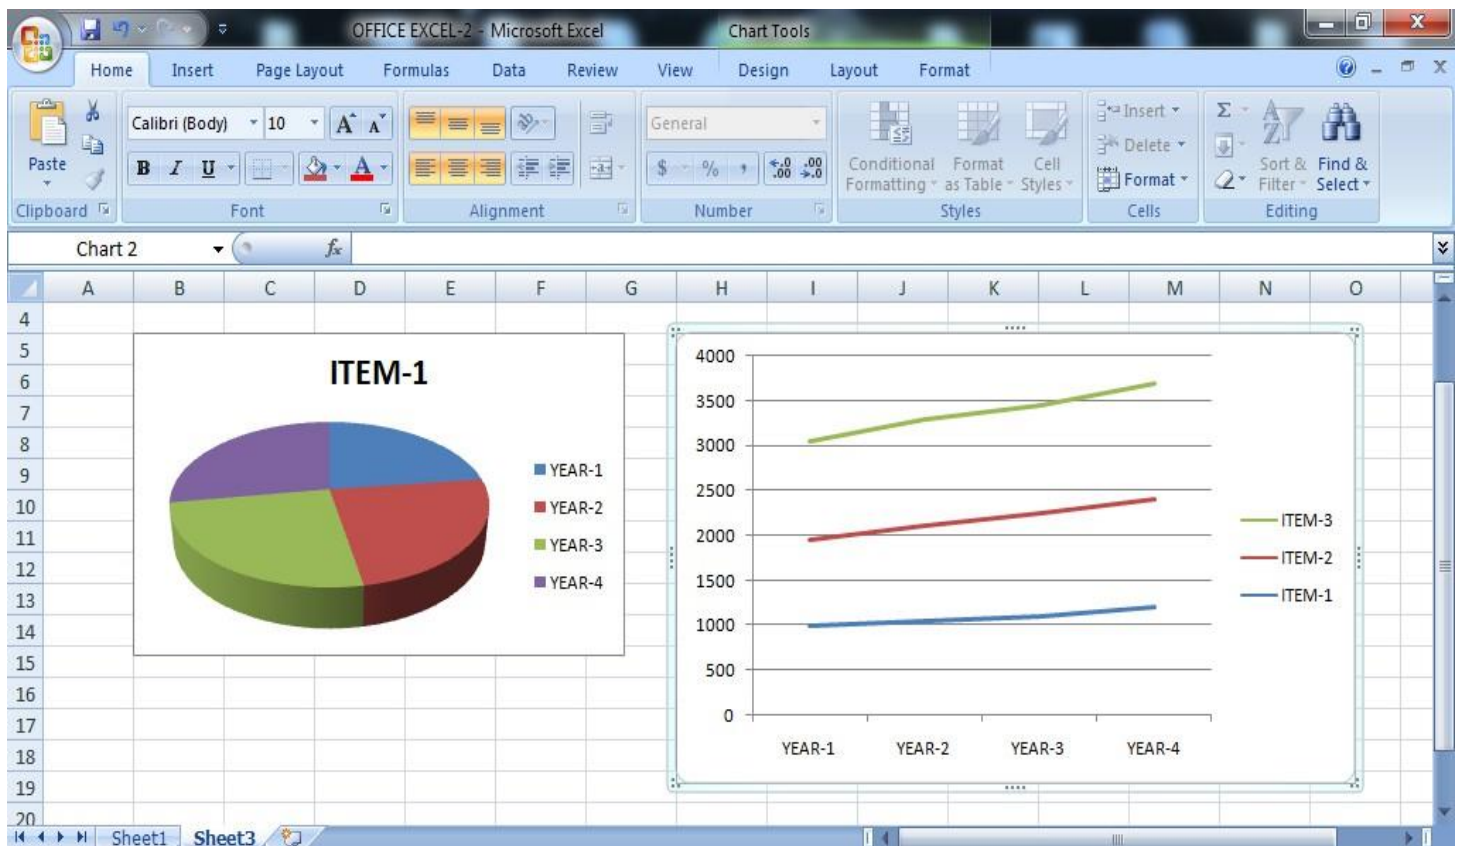 OFFICE EXCEL-2 - Microsoft Excel Chart Tools
Home Insert Page Layout Formulas Data Review View Design Layout Format
Calibri (Body) 10 A A General Insert
Paste Delete
B I U A $ % , .0 .00 .00 .0 Conditional Formatting Format as Table Cell Styles Format Sort & Filter Find & Select
Clipboard Font Alignment Number Styles Cells Editing
Chart 2 fx
A B C D E F G H I J K L M N O
4
5
6
7
8
9
10
11
12
13
14
15
16
17
18
19
20
ITEM-1
YEAR-1
YEAR-2
YEAR-3
YEAR-4
4000
3500
3000
2500
2000
1500
1000
500
0
YEAR-1 YEAR-2 YEAR-3 YEAR-4
ITEM-3
ITEM-2
ITEM-1
Sheet1 Sheet3